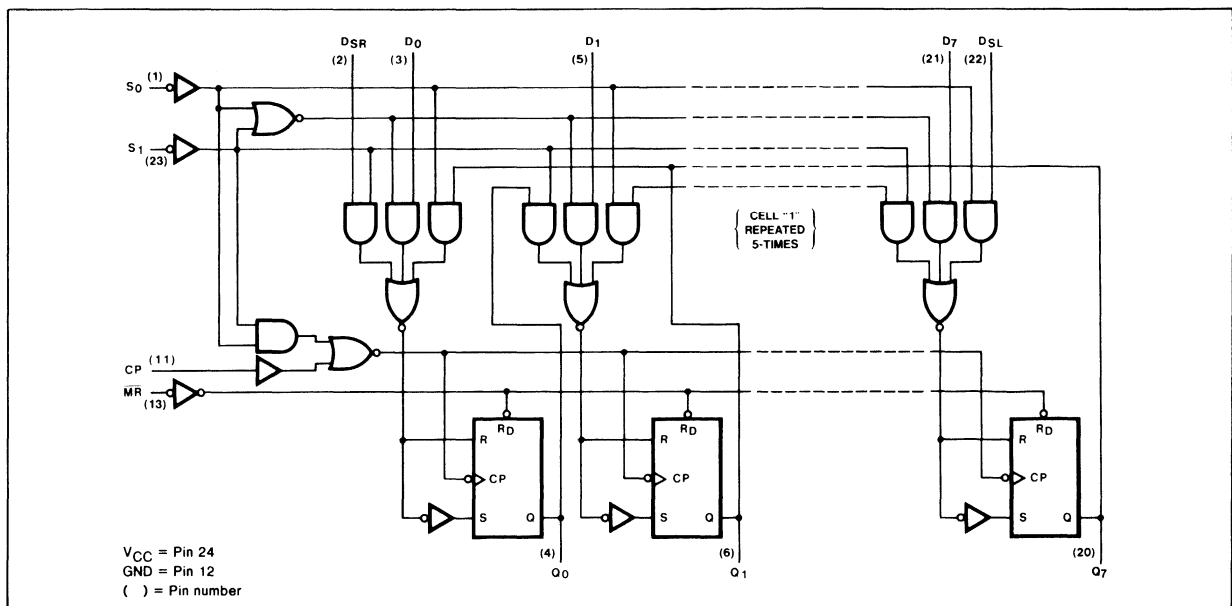 DSR D0 D1 D7 DSL
(2) (3) (5) (21) (22)
S0 (1)
S1
(23)
CELL "1"
REPEATED
5-TIMES
CP (11)
MR
(13)
RD RD RD
R R R
CP CP CP
S Q S Q S Q
(4) (6) (20)
Q0 Q1 Q7
VCC = Pin 24
GND = Pin 12
( ) = Pin number